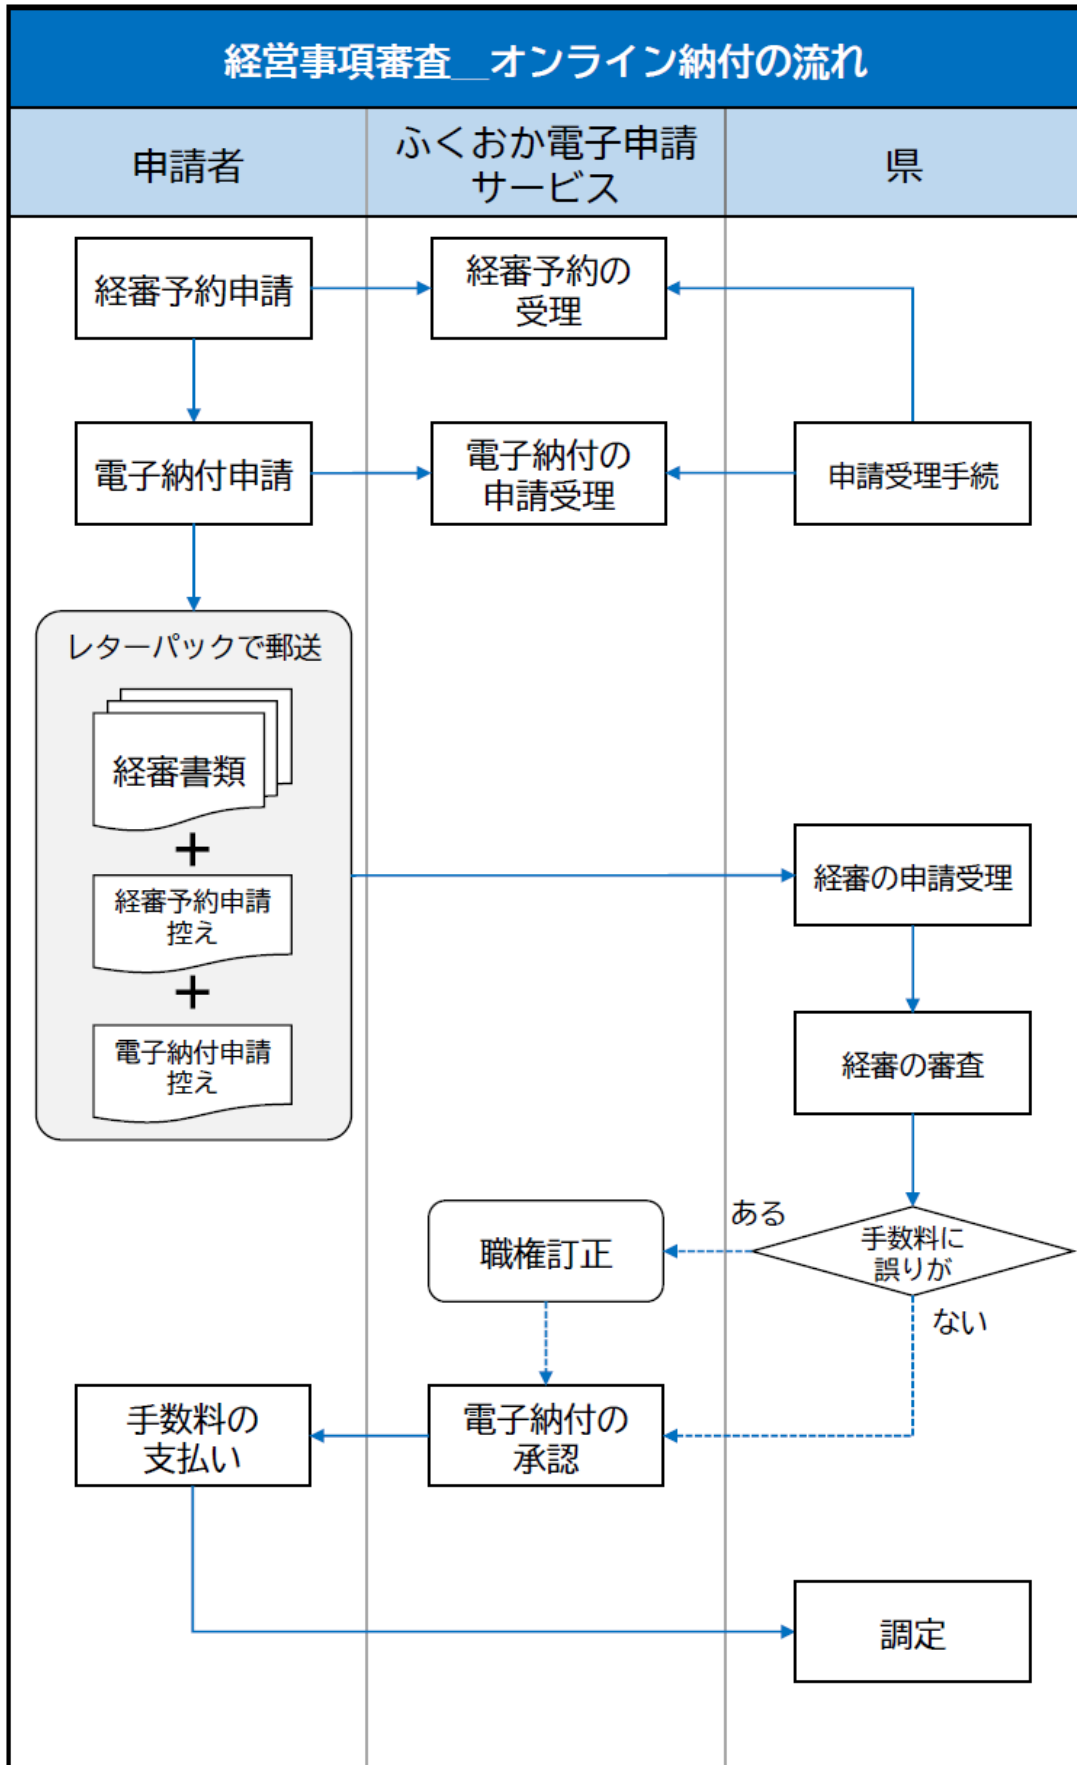 経営事項審査__オンライン納付の流れ
申請者
ふくおか電子申請
サービス
県
経審予約申請
経審予約の
受理
電子納付申請
電子納付の
申請受理
申請受理手続
レターパックで郵送
経審書類
+
経審予約申請
控え
+
電子納付申請
控え
経審の申請受理
経審の審査
手数料に
誤りが
ある
ない
職権訂正
電子納付の
承認
手数料の
支払い
調定